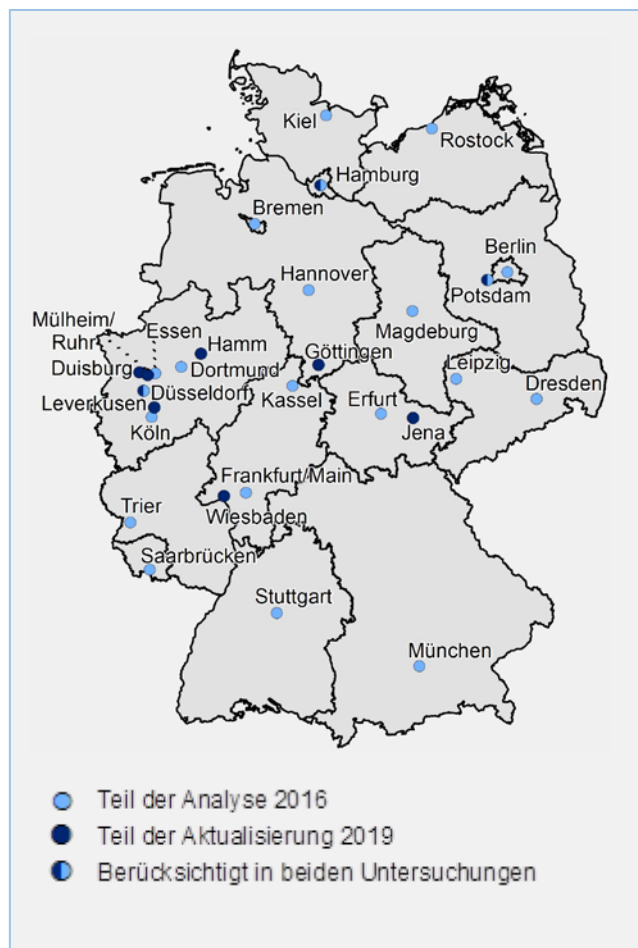 Kiel
Rostock
Hamburg
Bremen
Berlin
Hannover
Potsdam
Mülheim/
Ruhr
Essen
Hamm
Magdeburg
Duisburg
Dortmund
Göttingen
Leipzig
Leverkusen
Düsseldorf
Kassel
Erfurt
Dresden
Köln
Jena
Frankfurt/Main
Trier
Wiesbaden
Saarbrücken
Stuttgart
München
Teil der Analyse 2016
Teil der Aktualisierung 2019
Berücksichtigt in beiden Untersuchungen